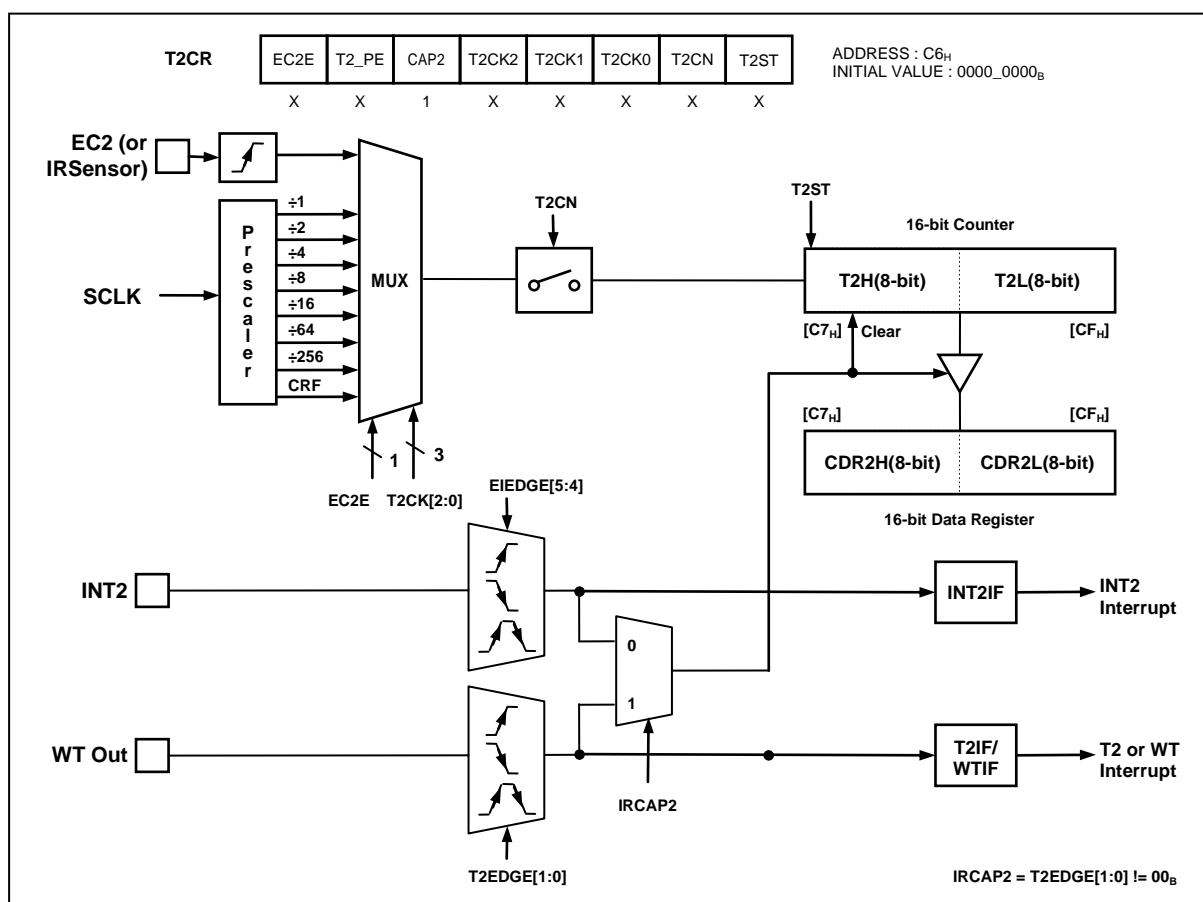 T2CR EC2E T2_PE CAP2 T2CK2 T2CK1 T2CK0 T2CN T2ST
X X 1 X X X X X
ADDRESS : C6H
INITIAL VALUE : 0000_0000B
EC2 (or
IRSensor)
SCLK
Prescaler
÷1
÷2
÷4
÷8
÷16
÷64
÷256
CRF
MUX
1
3
EC2E T2CK[2:0]
T2CN
T2ST
16-bit Counter
T2H(8-bit) T2L(8-bit)
[C7H] Clear [CFH]
[C7H] [CFH]
CDR2H(8-bit) CDR2L(8-bit)
16-bit Data Register
EIEDGE[5:4]
INT2
INT2IF
INT2
Interrupt
0
1
WT Out
T2IF/
WTIF
T2 or WT
Interrupt
IRCAP2
T2EDGE[1:0]
IRCAP2 = T2EDGE[1:0] != 00B